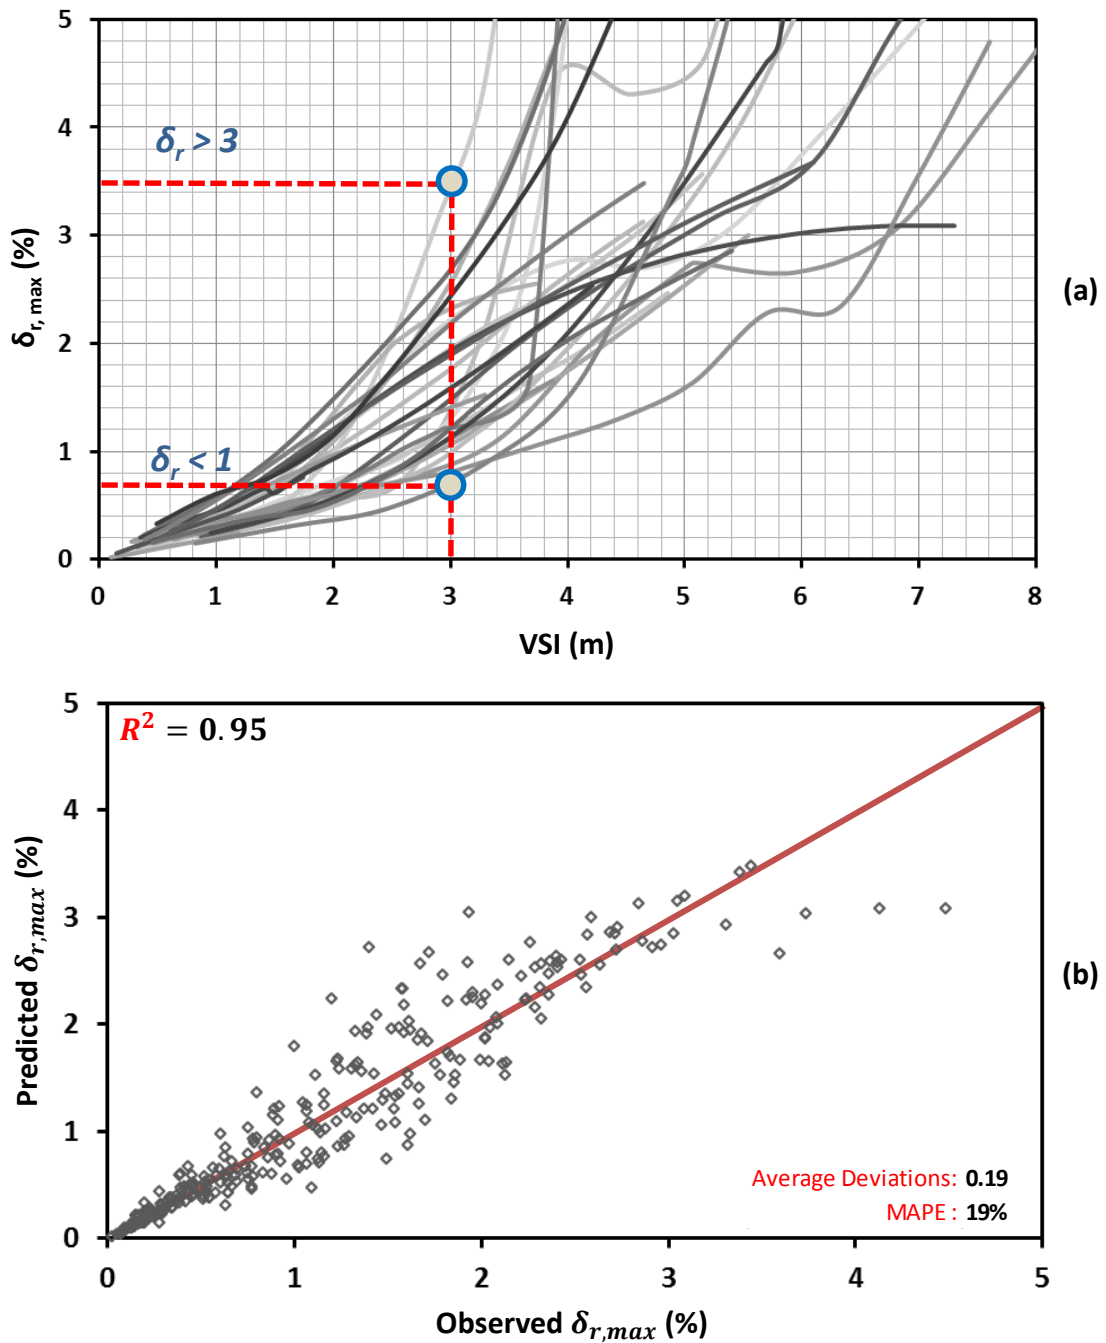 5
4
3
2
1
0
δr, max (%)
δr > 3
δr < 1
0 1 2 3 4 5 6 7 8
VSI (m)
(a)
R² = 0.95
5
4
3
2
1
0
Predicted δr,max (%)
Average Deviations: 0.19
MAPE : 19%
0 1 2 3 4 5
Observed δr,max (%)
(b)